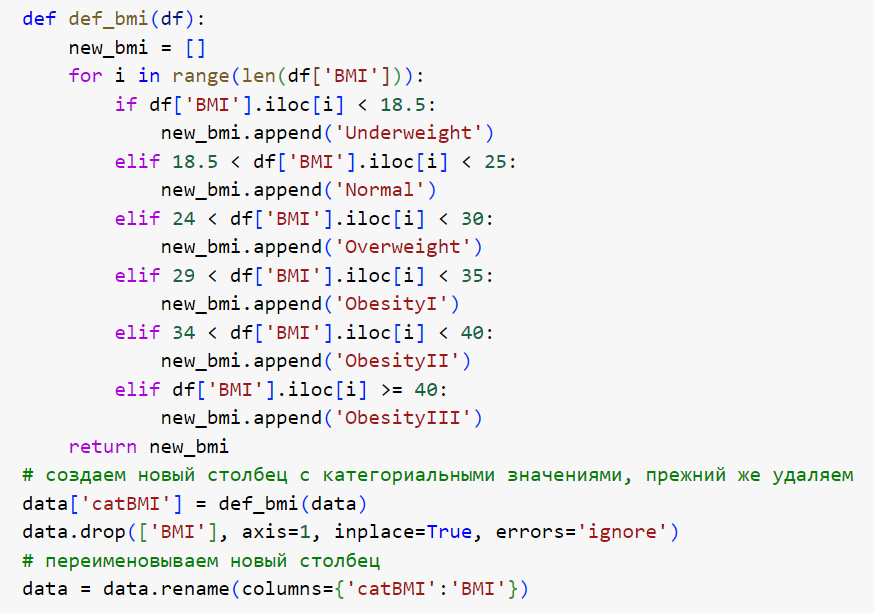 def def_bmi(df):
    new_bmi = []
    for i in range(len(df['BMI'])):
        if df['BMI'].iloc[i] < 18.5:
            new_bmi.append('Underweight')
        elif 18.5 < df['BMI'].iloc[i] < 25:
            new_bmi.append('Normal')
        elif 24 < df['BMI'].iloc[i] < 30:
            new_bmi.append('Overweight')
        elif 29 < df['BMI'].iloc[i] < 35:
            new_bmi.append('ObesityI')
        elif 34 < df['BMI'].iloc[i] < 40:
            new_bmi.append('ObesityII')
        elif df['BMI'].iloc[i] >= 40:
            new_bmi.append('ObesityIII')
    return new_bmi
# создаем новый столбец с категориальными значениями, прежний же удаляем
data['catBMI'] = def_bmi(data)
data.drop(['BMI'], axis=1, inplace=True, errors='ignore')
# переименовываем новый столбец
data = data.rename(columns={'catBMI':'BMI'})